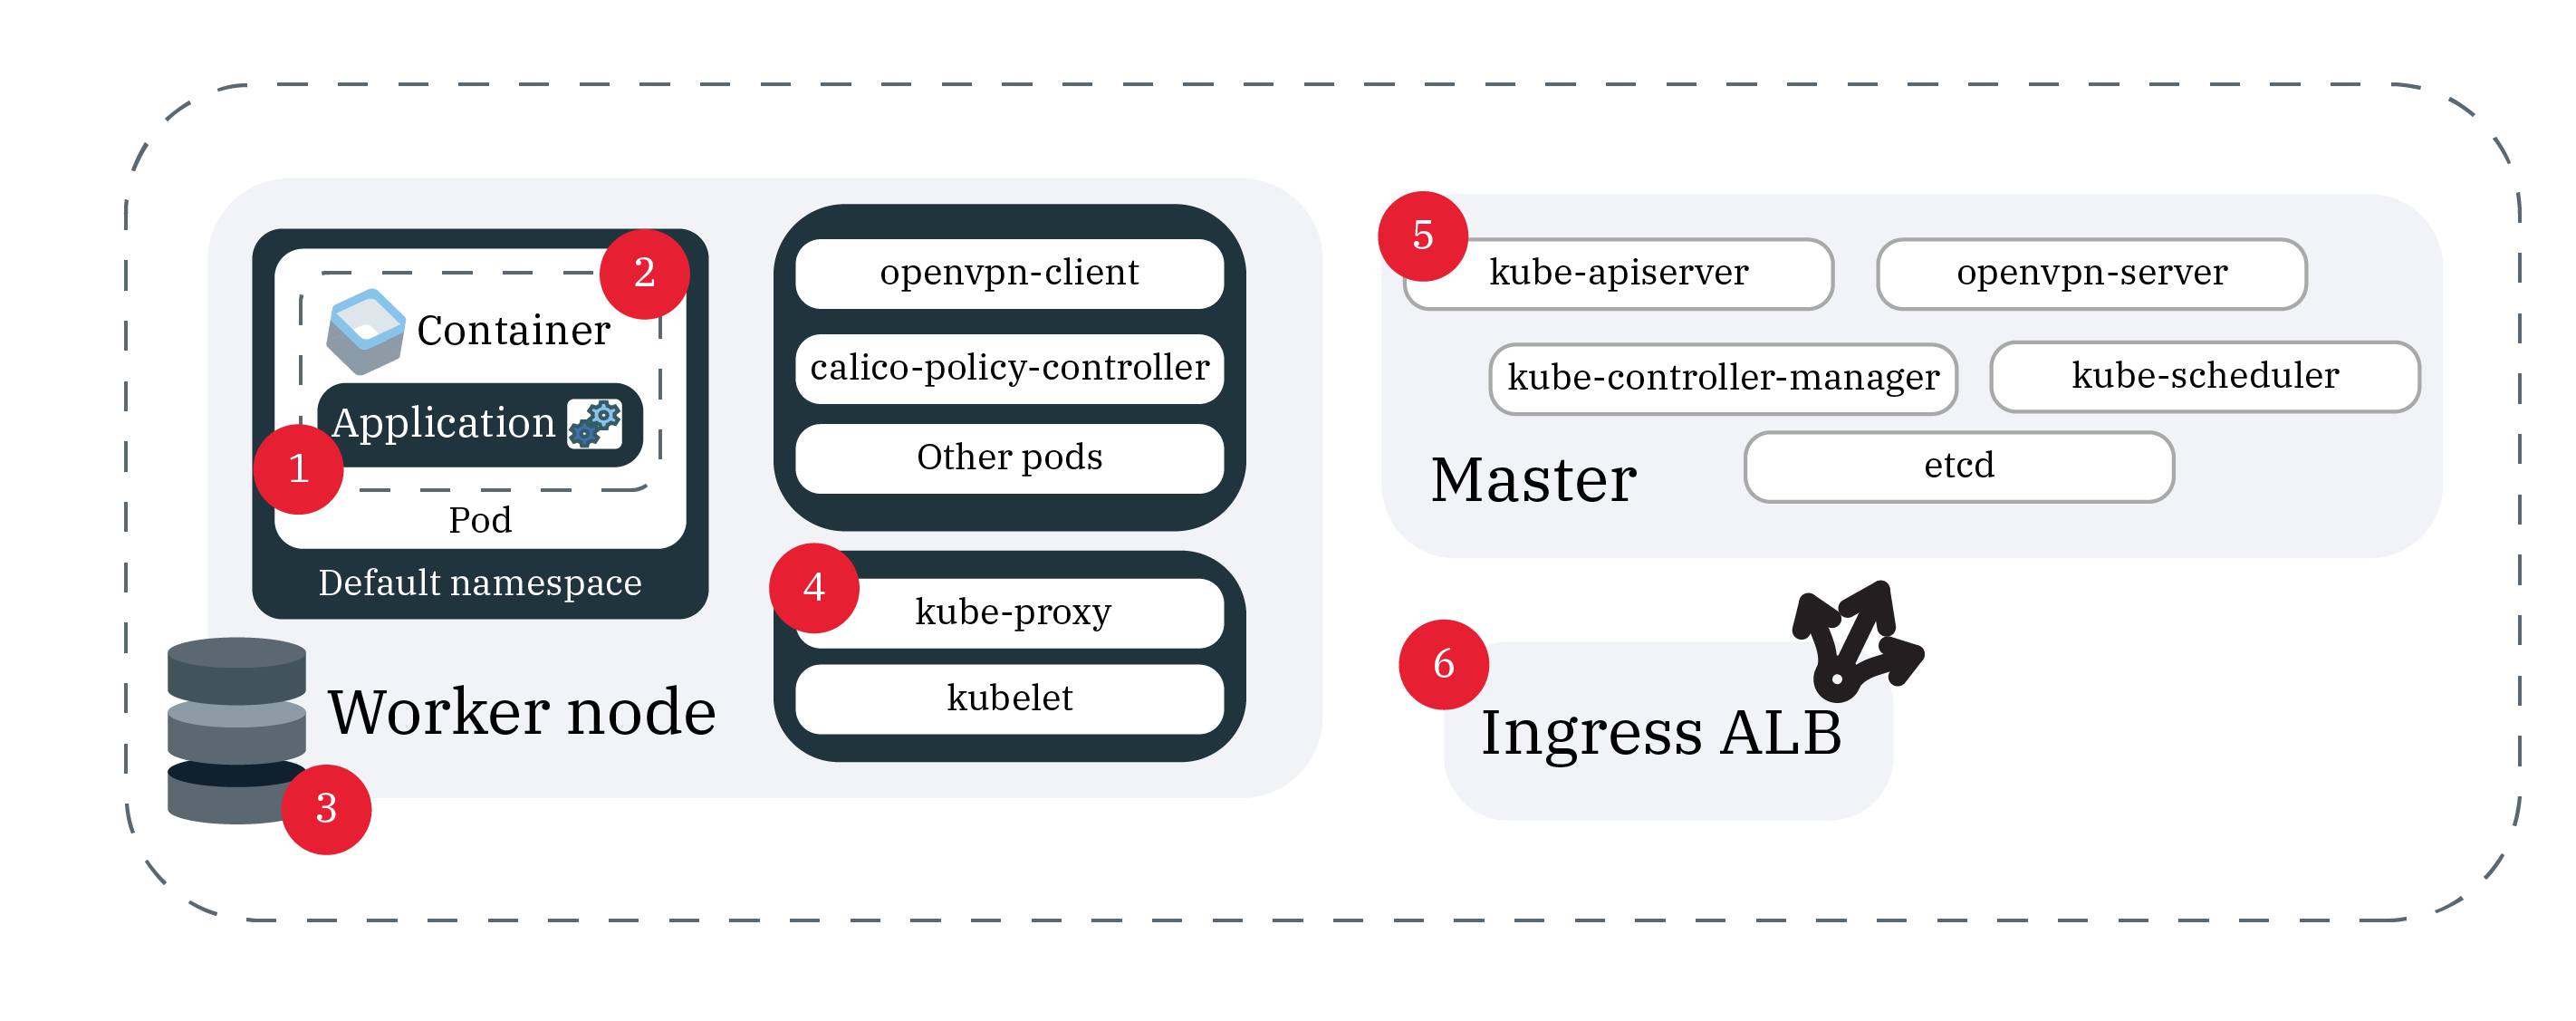 2
Container
Application
1
Pod
Default namespace
3
Worker node
openvpn-client
calico-policy-controller
Other pods
4
kube-proxy
kubelet
5
kube-apiserver
openvpn-server
kube-controller-manager
kube-scheduler
etcd
Master
6
Ingress ALB